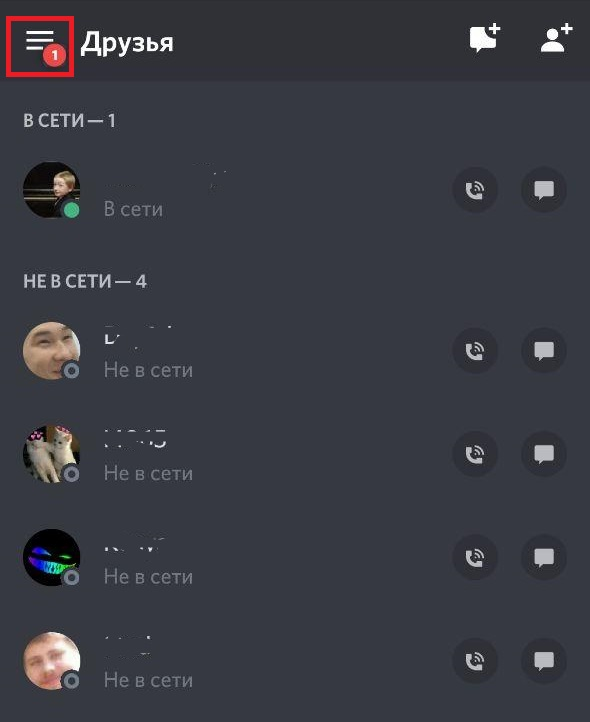 1
Друзья
В СЕТИ — 1
В сети
НЕ В СЕТИ — 4
Не в сети
Не в сети
Не в сети
Не в сети